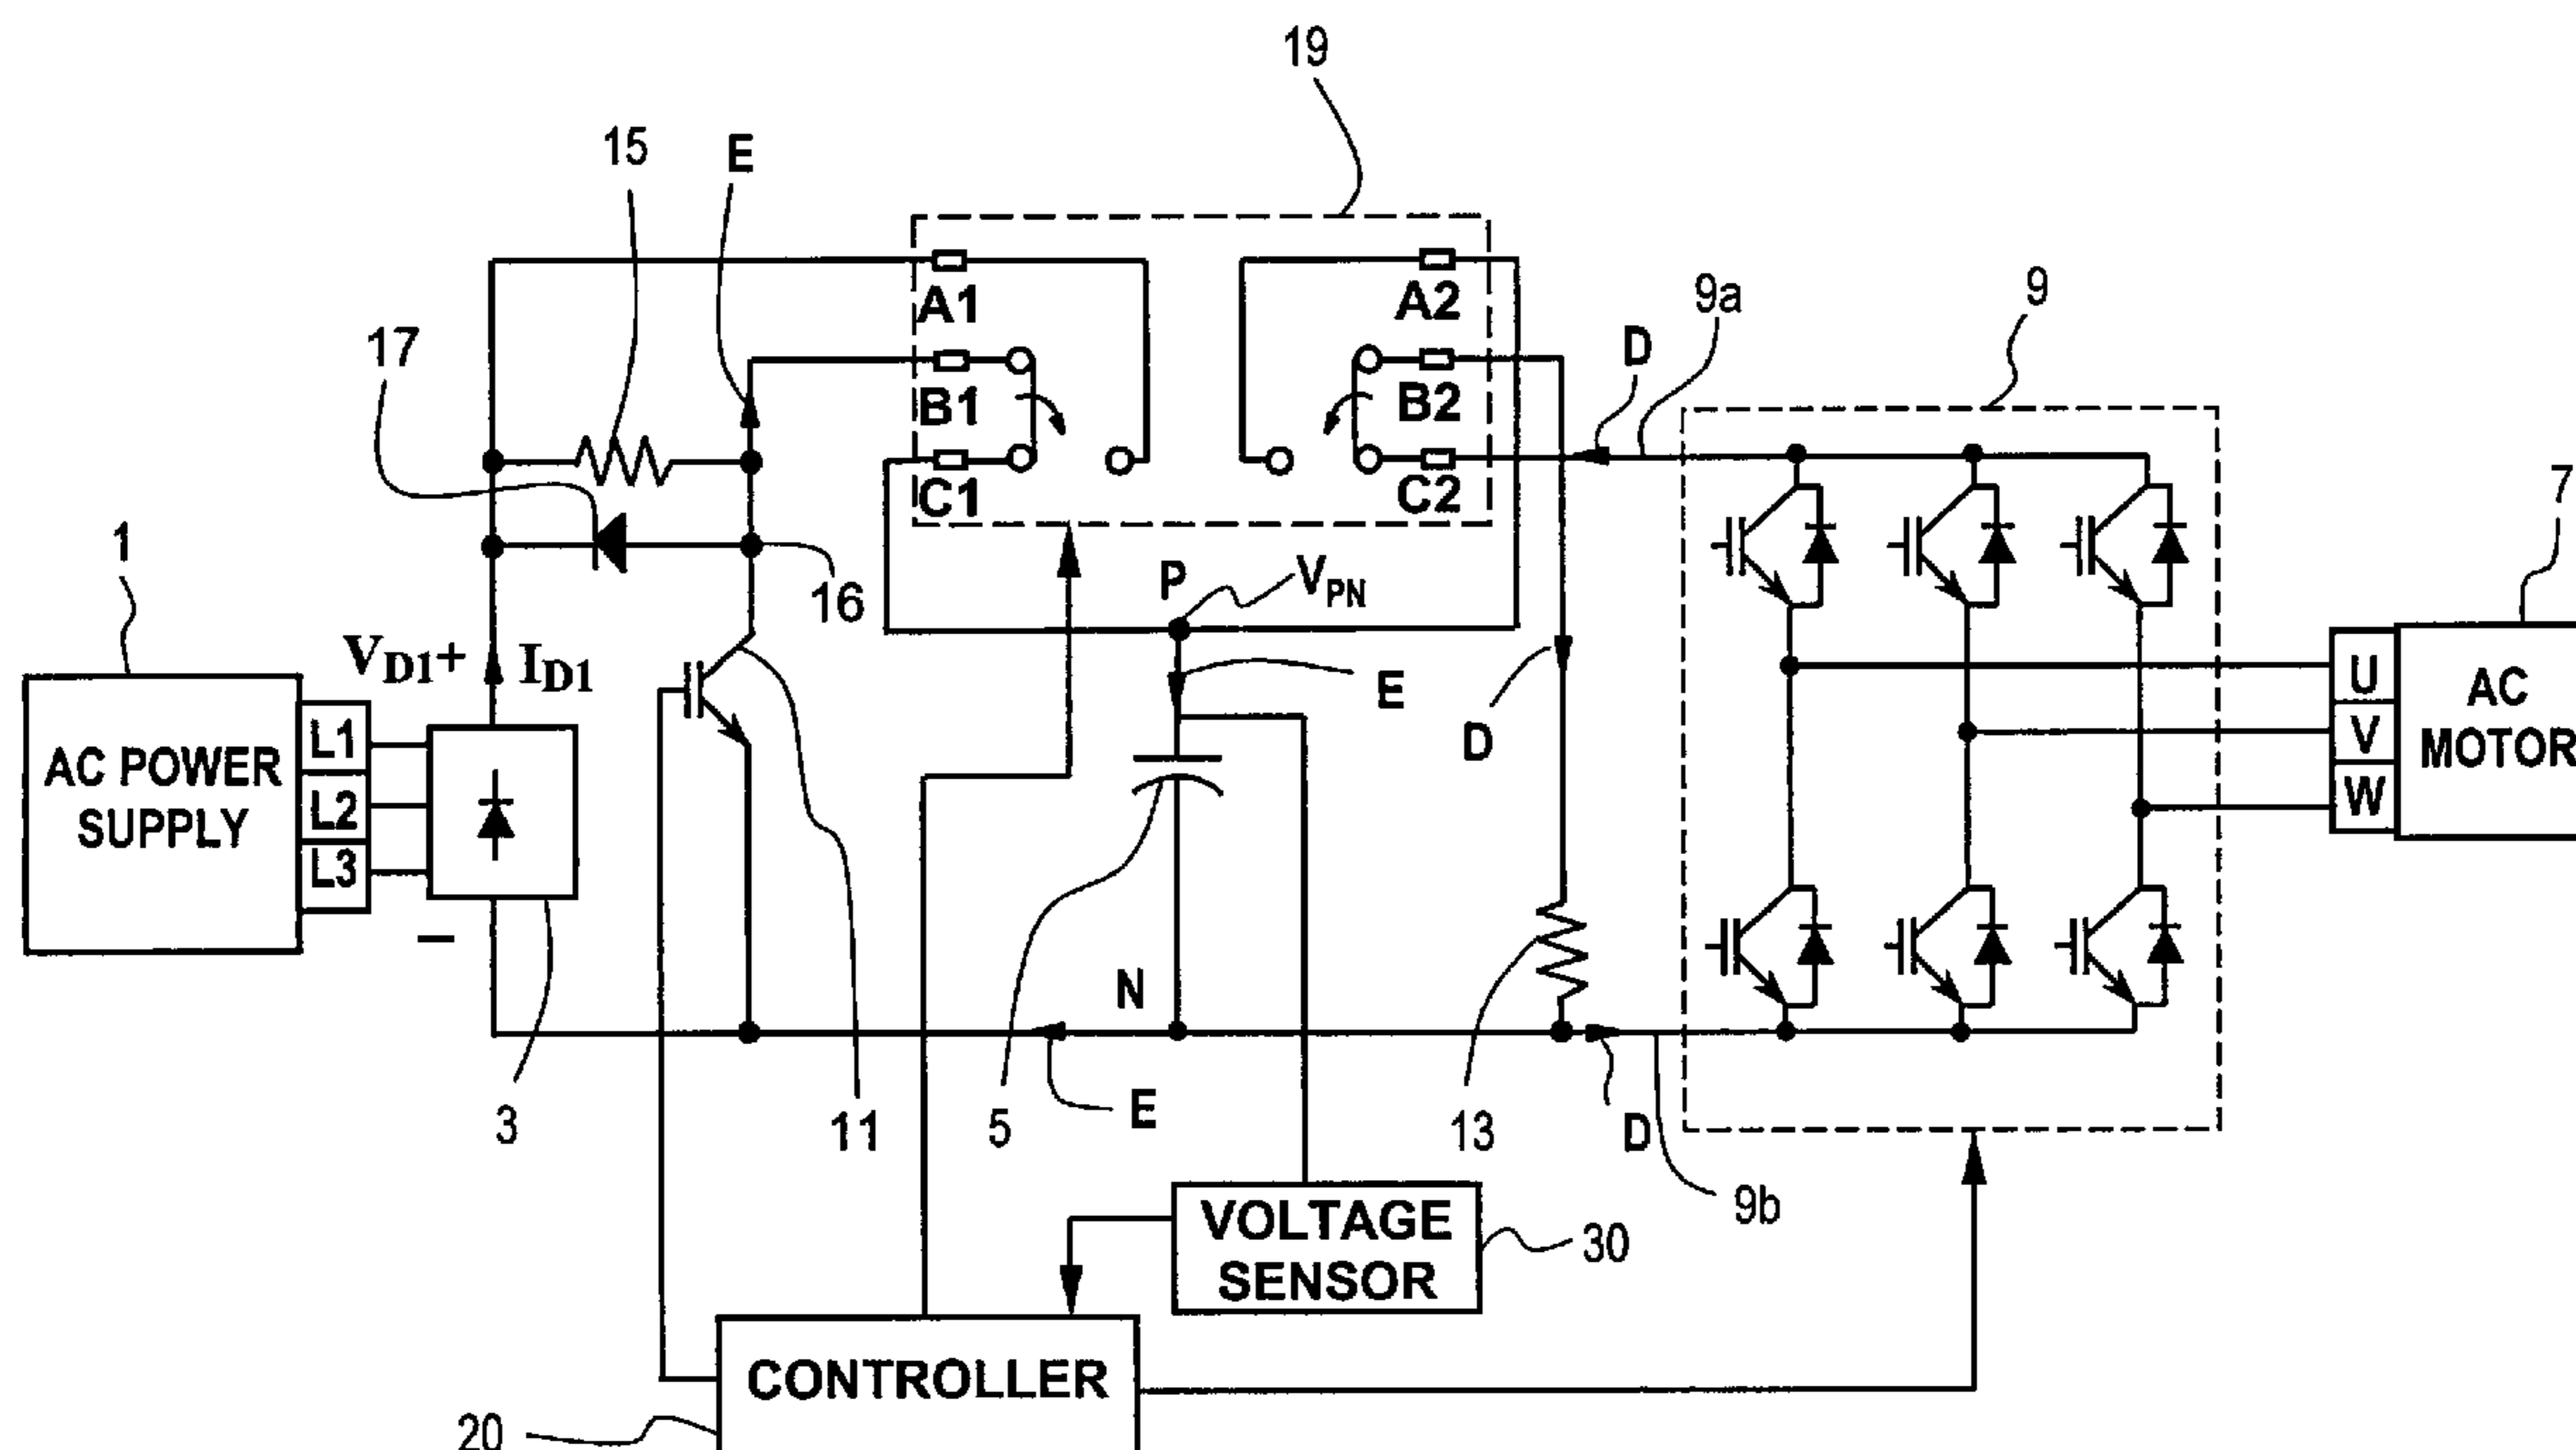 19
15
E
A1
A2
9a
9
17
D
B1
B2
C1
C2
7
1
16
P
VPN
VD1+
ID1
E
D
L1
L2
L3
AC POWER
SUPPLY
U
V
W
AC
MOTOR
–
N
3
11
5
E
13
D
9b
VOLTAGE
SENSOR
30
CONTROLLER
20